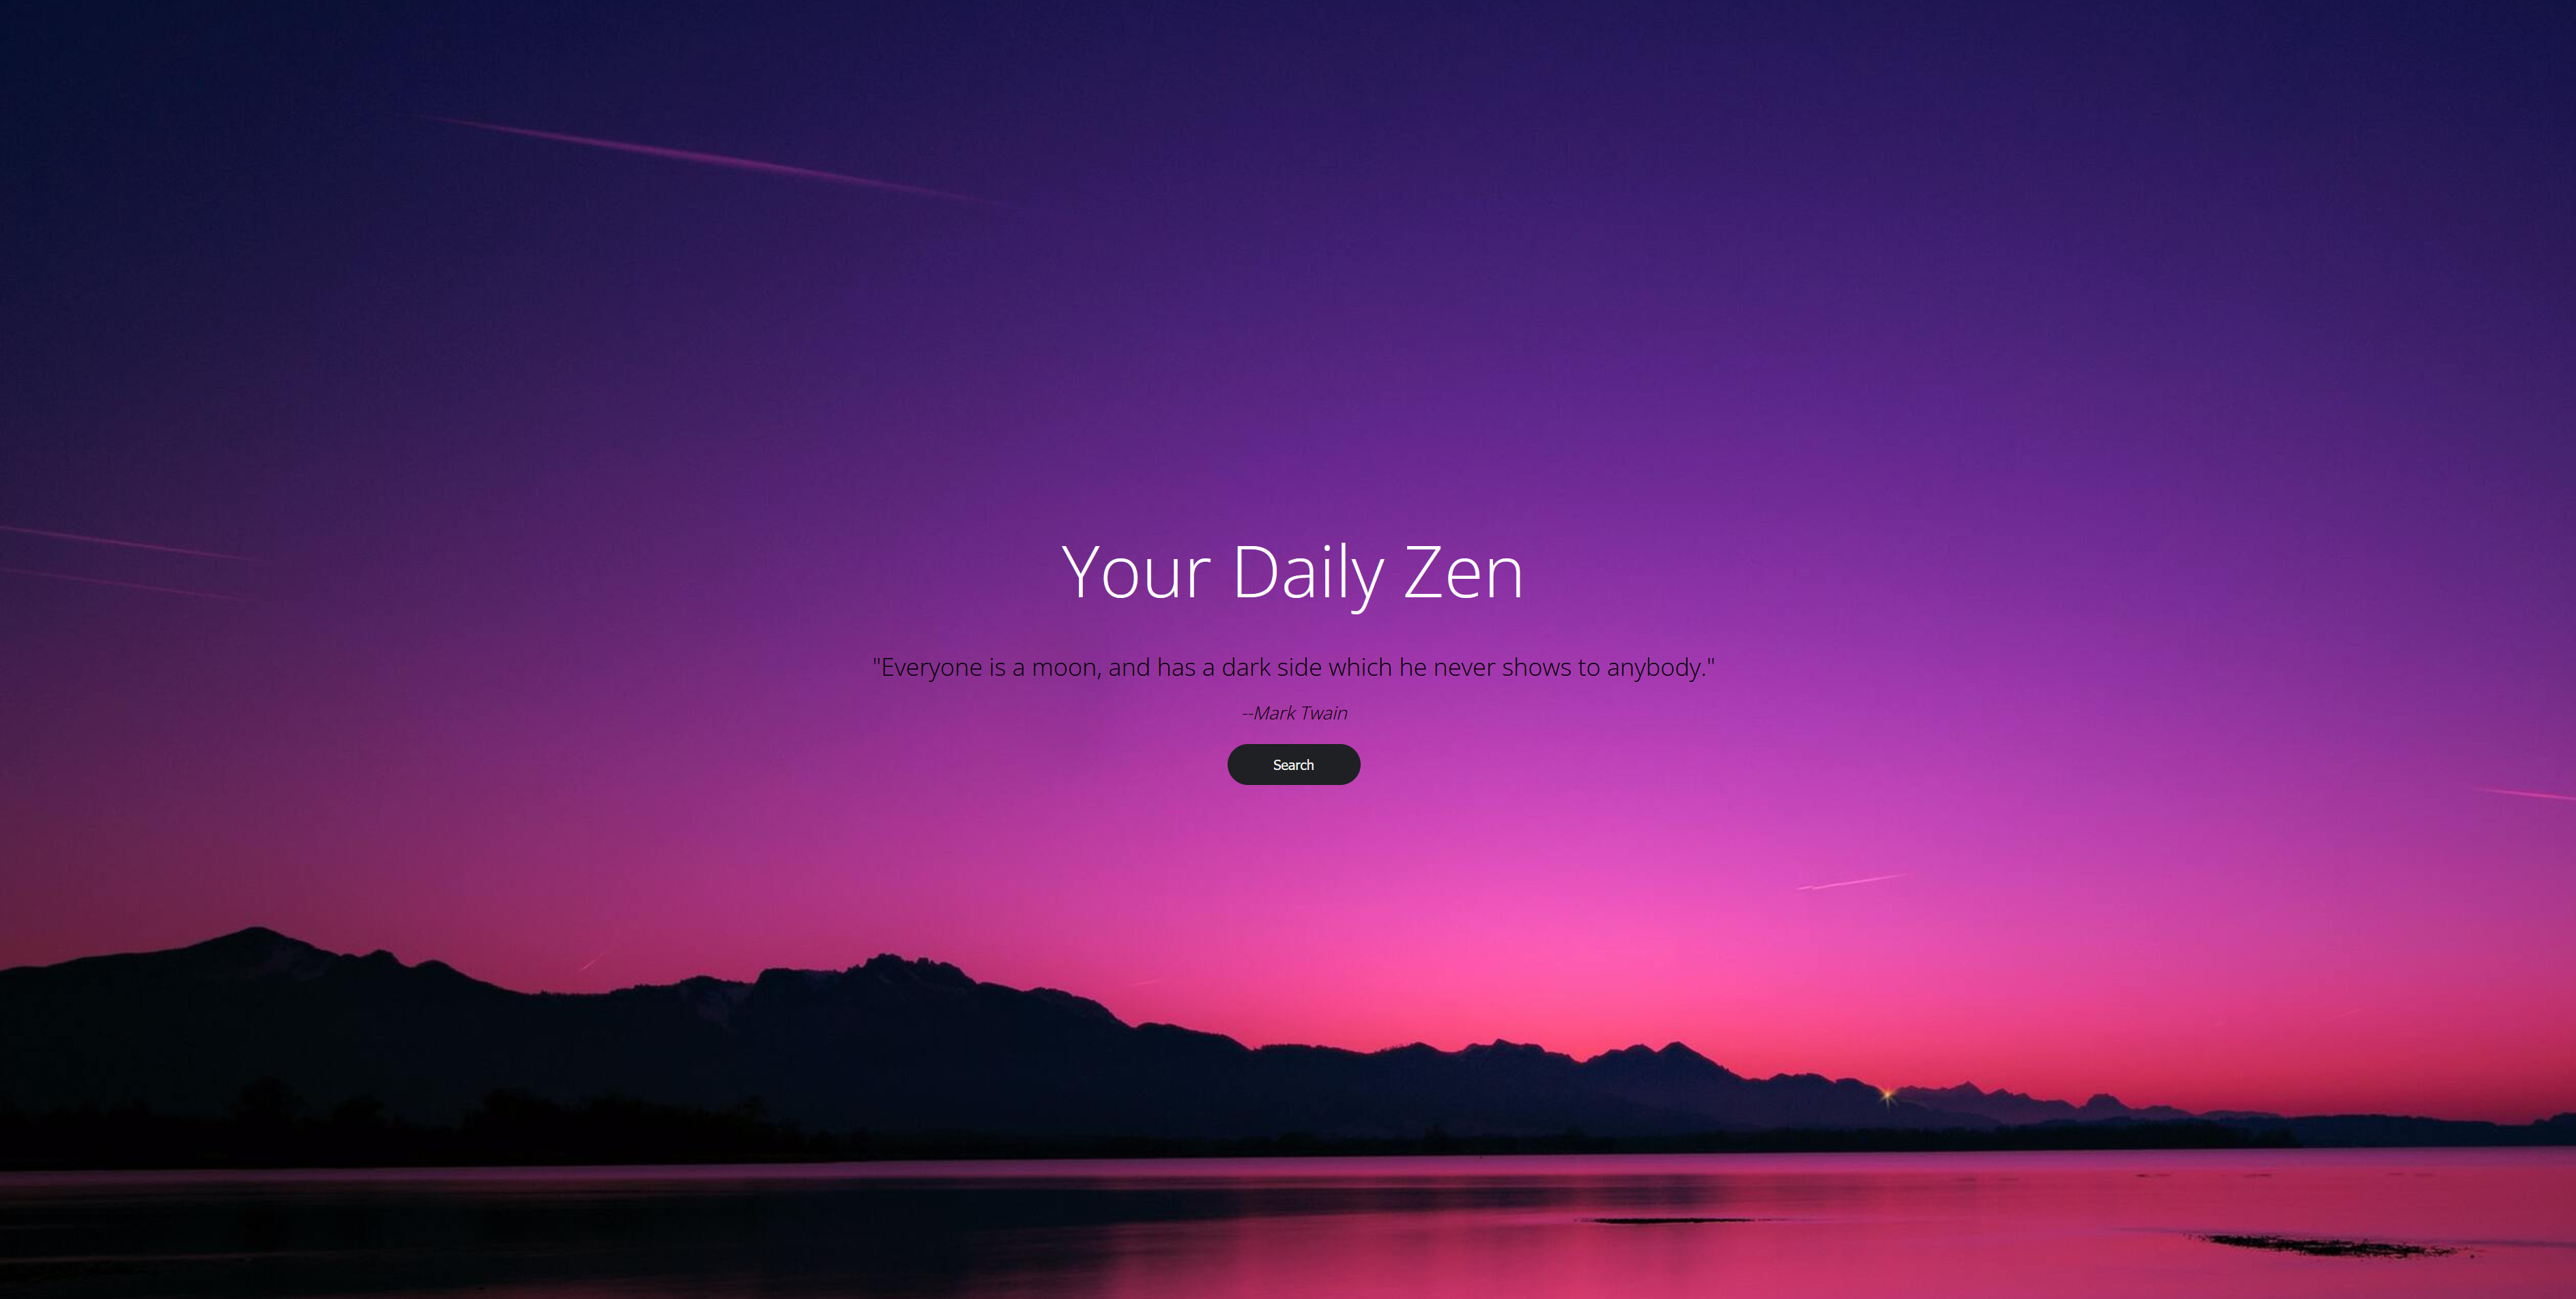 Your Daily Zen
"Everyone is a moon, and has a dark side which he never shows to anybody."
--Mark Twain
Search